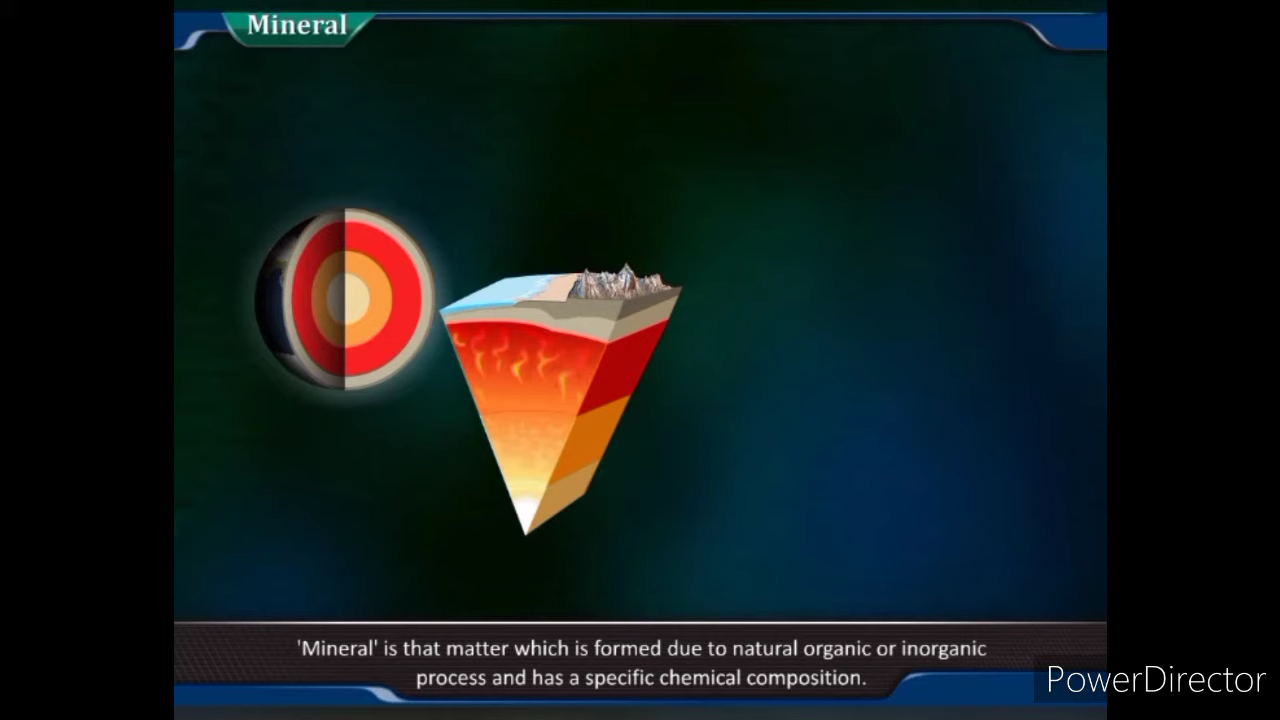 Mineral
'Mineral' is that matter which is formed due to natural organic or inorganic
process and has a specific chemical composition.
PowerDirector